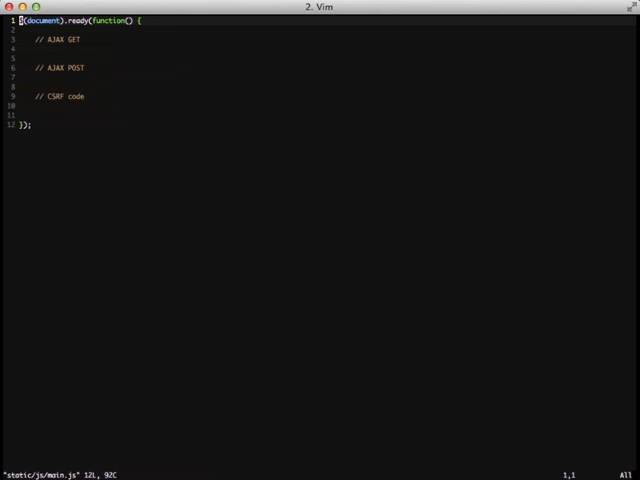 2. Vim
1 $(document).ready(function() {
2
3 // AJAX GET
4
5
6 // AJAX POST
7
8
9 // CSRF code
10
11
12 });
"static/js/main.js" 12L, 92C 1,1 All